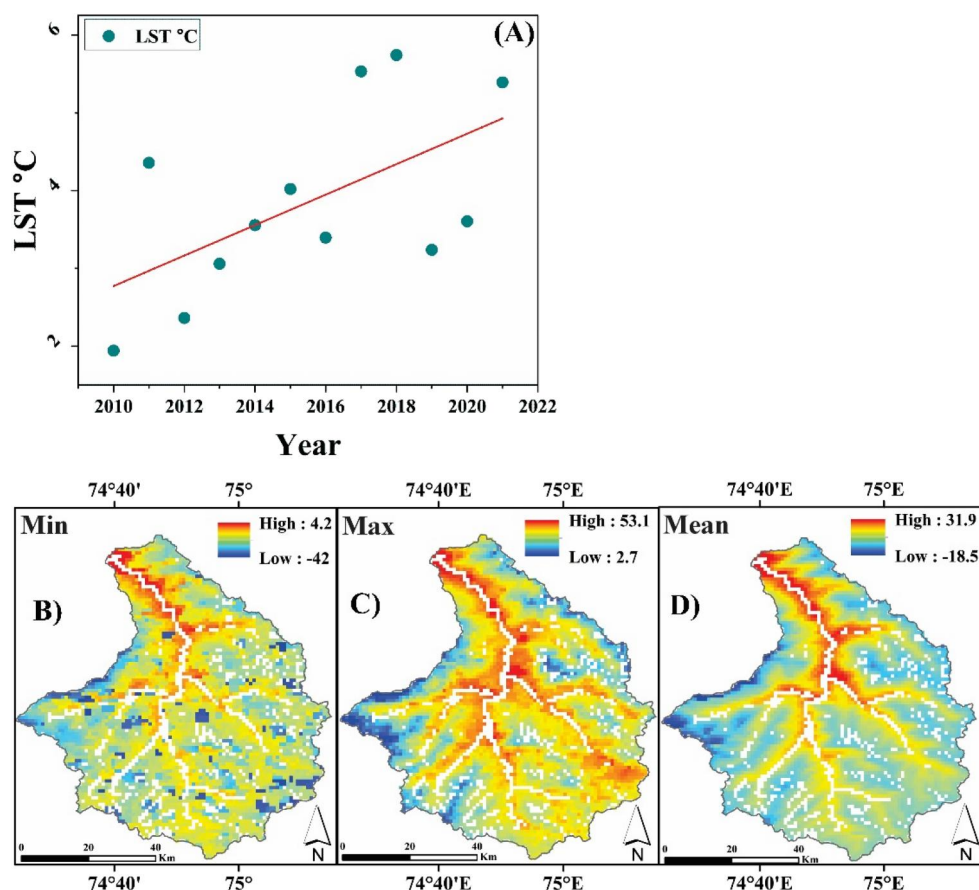 LST °C
(A)
6
4
2
LST °C
2010 2012 2014 2016 2018 2020 2022
Year
74°40' 75° 74°40'E 75°E 74°40'E 75°E
Min
High : 4.2
Low : -42
B)
0 20 40
Km
N
Max
High : 53.1
Low : 2.7
C)
0 20 40
Km
N
Mean
High : 31.9
Low : -18.5
D)
0 20 40
Km
N
74°40' 75° 74°40'E 75°E 74°40'E 75°E